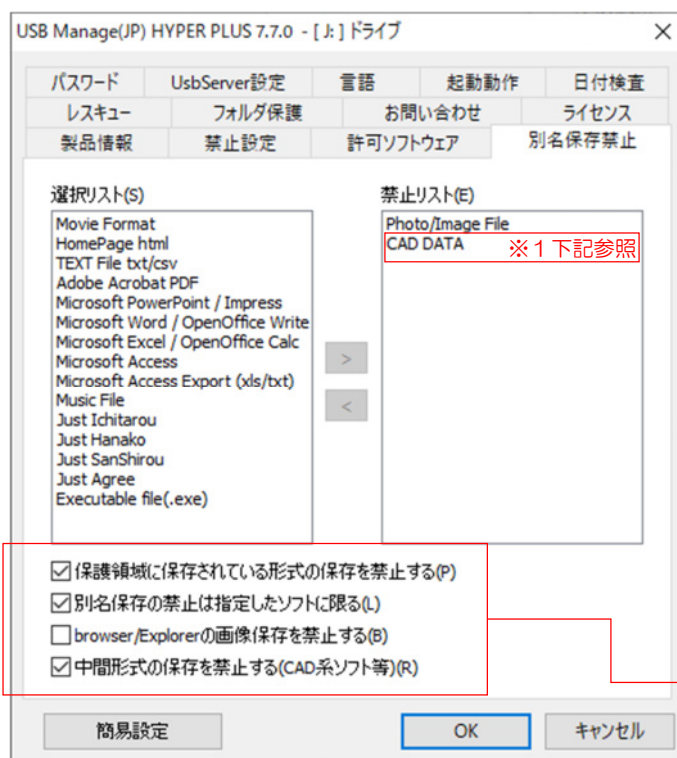 USB Manage(JP) HYPER PLUS 7.7.0 - [ J: ] ドライブ
パスワード UsbServer設定 言語 起動動作 日付検査
レスキュー フォルダ保護 お問い合わせ ライセンス
製品情報 禁止設定 許可ソフトウェア 別名保存禁止
選択リスト(S)
Movie Format
HomePage html
TEXT File txt/csv
Adobe Acrobat PDF
Microsoft PowerPoint / Impress
Microsoft Word / OpenOffice Write
Microsoft Excel / OpenOffice Calc
Microsoft Access
Microsoft Access Export (xls/txt)
Music File
Just Ichitarou
Just Hanako
Just SanShirou
Just Agree
Executable file(.exe)
>
<
禁止リスト(E)
Photo/Image File
CAD DATA ※1下記参照
保護領域に保存されている形式の保存を禁止する(P)
別名保存の禁止は指定したソフトに限る(L)
browser/Explorerの画像保存を禁止する(B)
中間形式の保存を禁止する(CAD系ソフト等)(R)
簡易設定 OK キャンセル